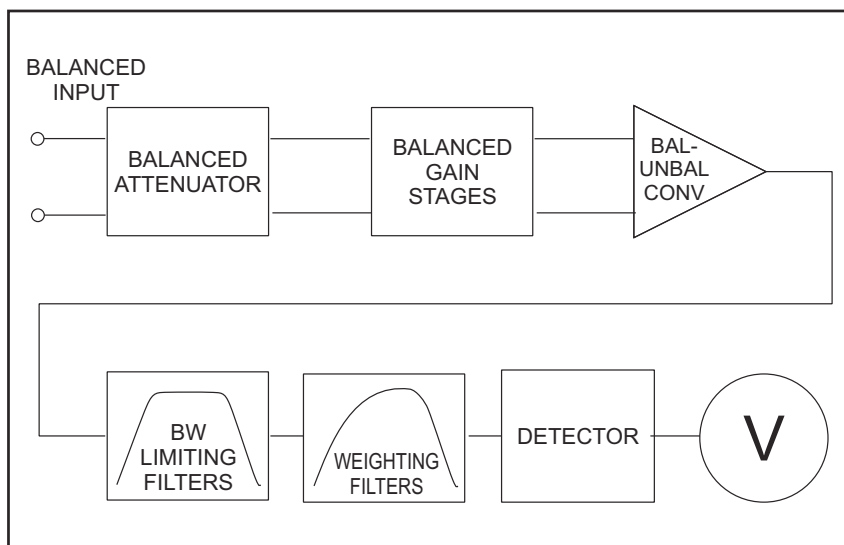 BALANCED
INPUT
BALANCED
ATTENUATOR
BALANCED
GAIN
STAGES
BAL-
UNBAL
CONV
BW
LIMITING
FILTERS
WEIGHTING
FILTERS
DETECTOR
V